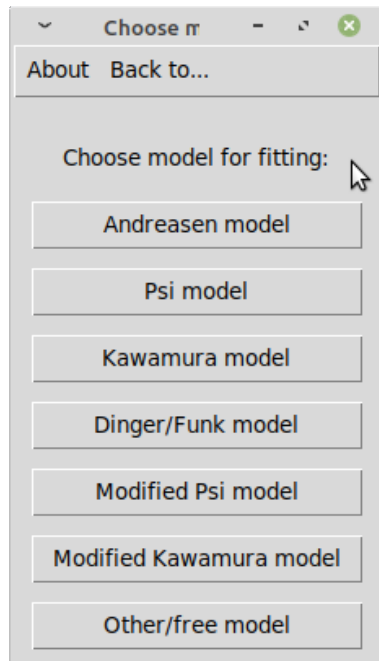 Choose m
About Back to...
Choose model for fitting:
Andreasen model
Psi model
Kawamura model
Dinger/Funk model
Modified Psi model
Modified Kawamura model
Other/free model